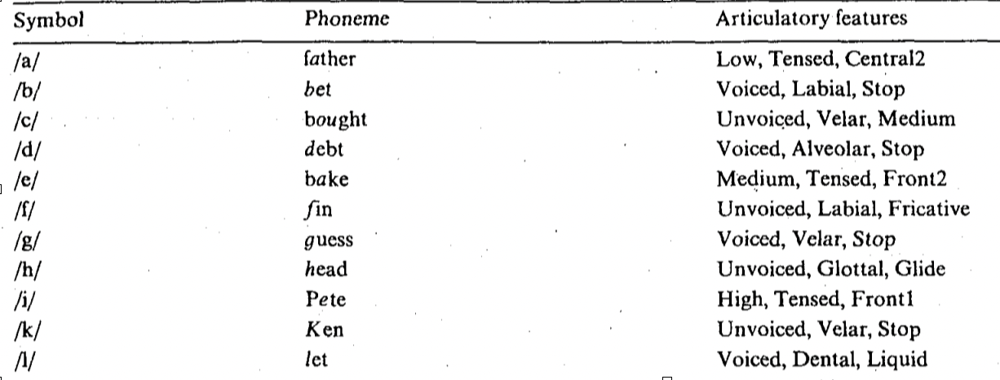 Symbol Phoneme Articulatory features
/a/ father Low, Tensed, Central2
/b/ bet Voiced, Labial, Stop
/c/ bought Unvoiced, Velar, Medium
/d/ debt Voiced, Alveolar, Stop
/e/ bake Medium, Tensed, Front2
/f/ fin Unvoiced, Labial, Fricative
/g/ guess Voiced, Velar, Stop
/h/ head Unvoiced, Glottal, Glide
/i/ Pete High, Tensed, Front1
/k/ Ken Unvoiced, Velar, Stop
/l/ let Voiced, Dental, Liquid